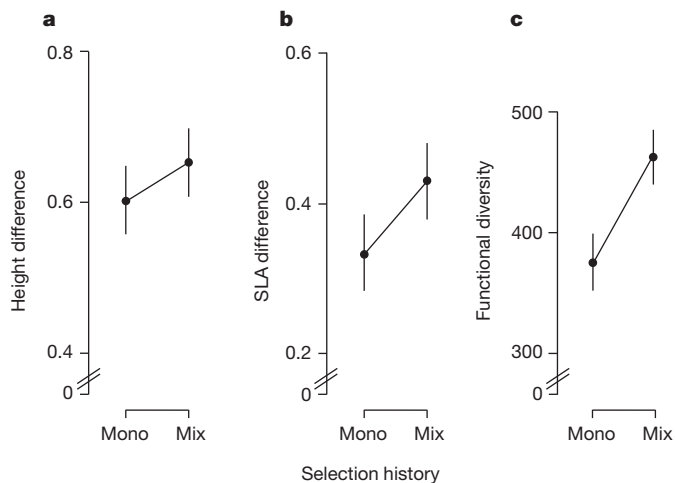 a
Height difference
0.8
0.6
0.4
0
Mono Mix
b
SLA difference
0.6
0.4
0.2
0
Mono Mix
c
Functional diversity
500
400
300
0
Mono Mix
Selection history